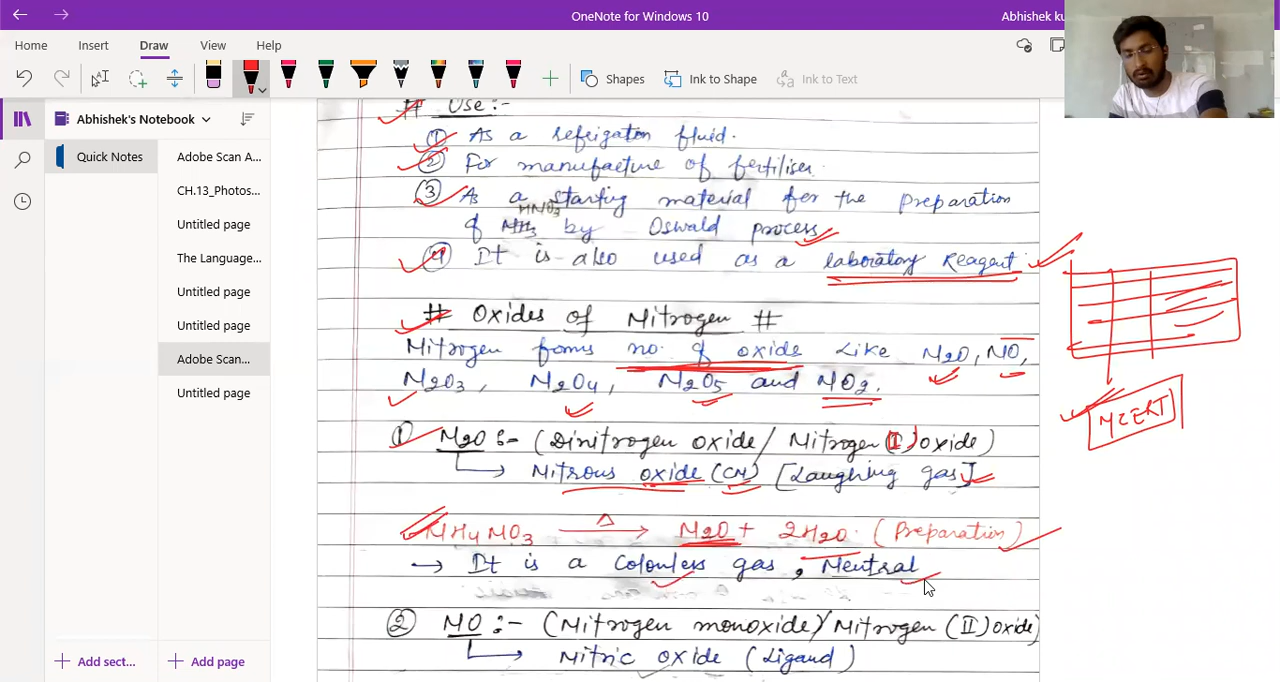 OneNote for Windows 10
Abhishek ku
Home Insert Draw View Help
Shapes Ink to Shape Ink to Text
Abhishek's Notebook
Quick Notes
Adobe Scan A...
CH.13_Photos...
Untitled page
The Language...
Untitled page
Untitled page
Adobe Scan...
Untitled page
+ Add sect...
+ Add page
# Use :-
① As a refrigaton fluid.
② For manufacture of fertiliser.
③ As a starting material for the Preparation
HNO3
of NH3 by Oswald process
④ It is also used as a laboratory Reagent
# Oxides of Nitrogen #
Nitrogen forms no. of oxide like N2O, NO,
N2O3, N2O4, N2O5 and NO2.
① N2O :- (Dinitrogen oxide/ Nitrogen (I) oxide)
Nitrous oxide (CN) [Laughing gas]
NH4NO3 Δ→ N2O + 2H2O. (Preparation)
→ It is a Colourless gas, Neutral
② NO :- (Nitrogen monoxide)/Nitrogen (II) oxide)
Nitric oxide (Ligand)
NCERT